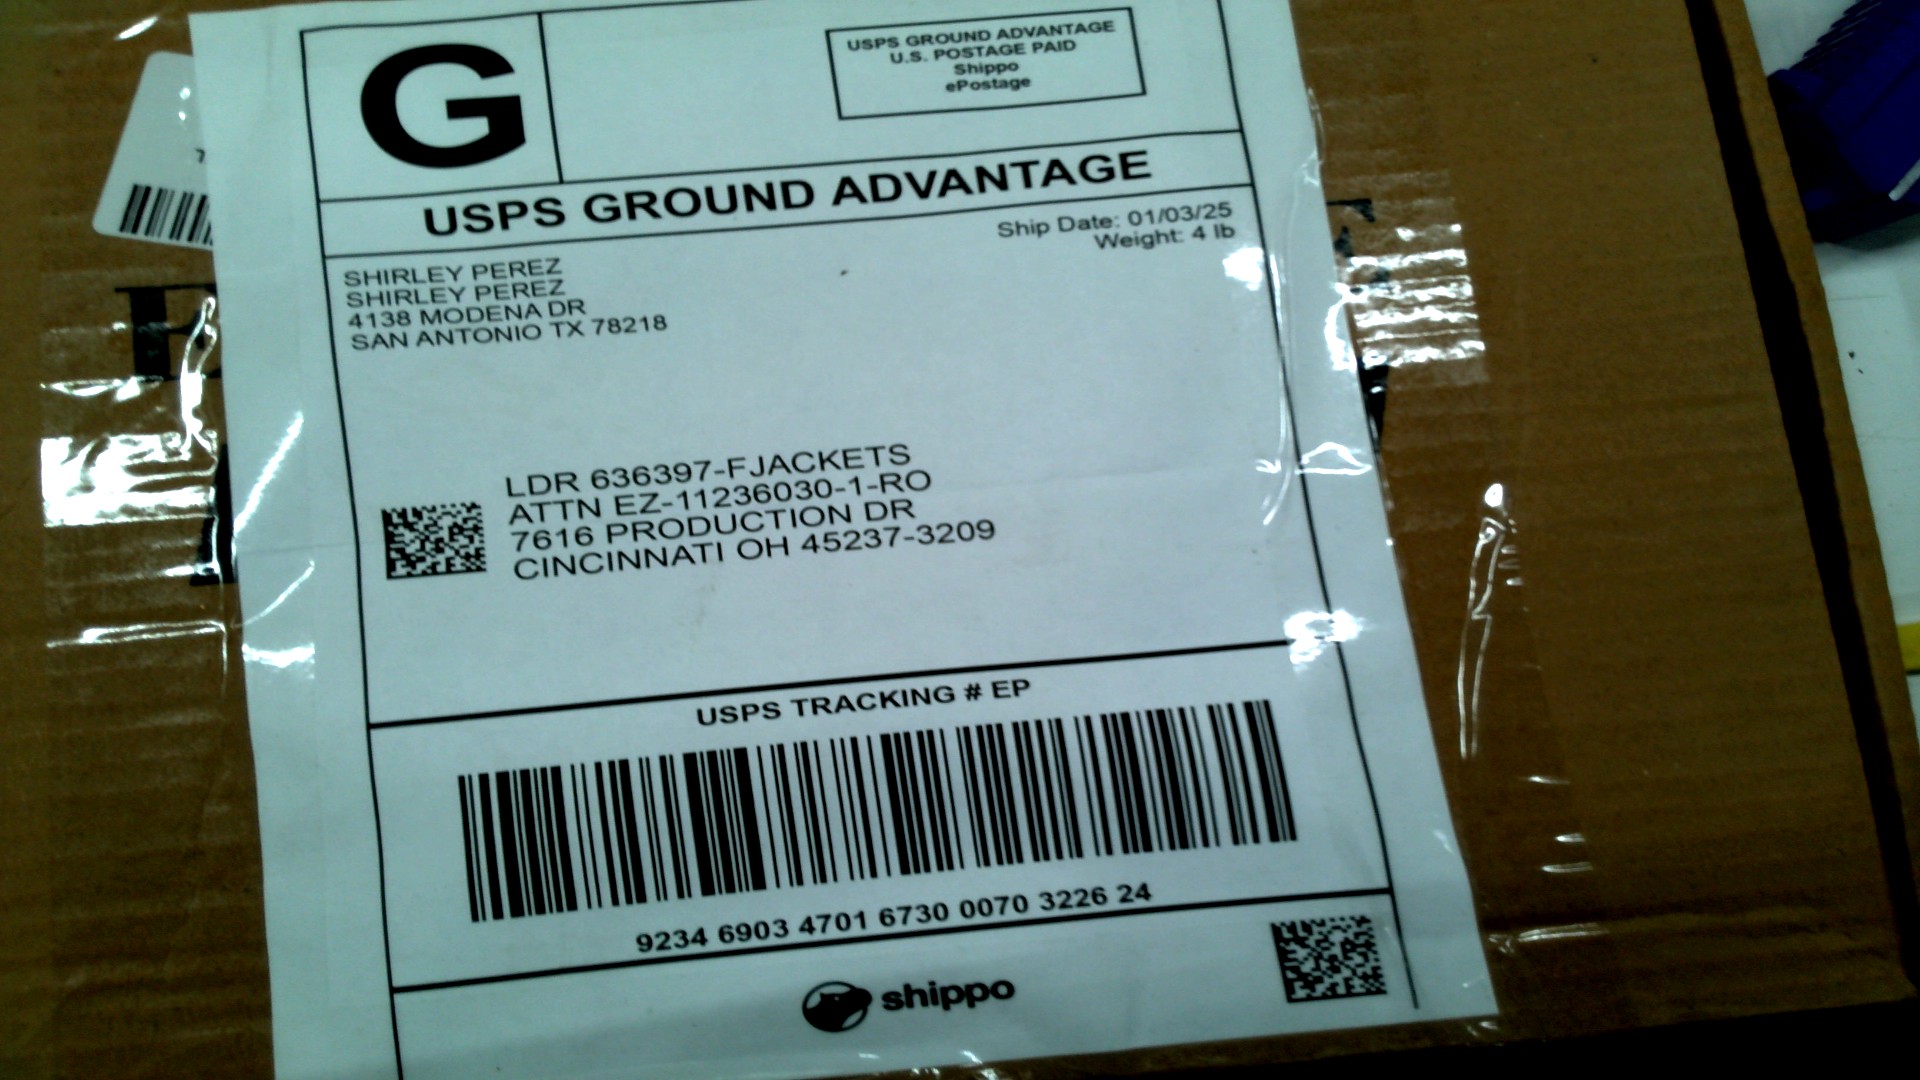 G
USPS GROUND ADVANTAGE
U.S. POSTAGE PAID
Shippo
ePostage
USPS GROUND ADVANTAGE
Ship Date: 01/03/25
Weight: 4 lb
SHIRLEY PEREZ
SHIRLEY PEREZ
4138 MODENA DR
SAN ANTONIO TX 78218
LDR 636397-FJACKETS
ATTN EZ-11236030-1-RO
7616 PRODUCTION DR
CINCINNATI OH 45237-3209
USPS TRACKING # EP
9234 6903 4701 6730 0070 3226 24
shippo